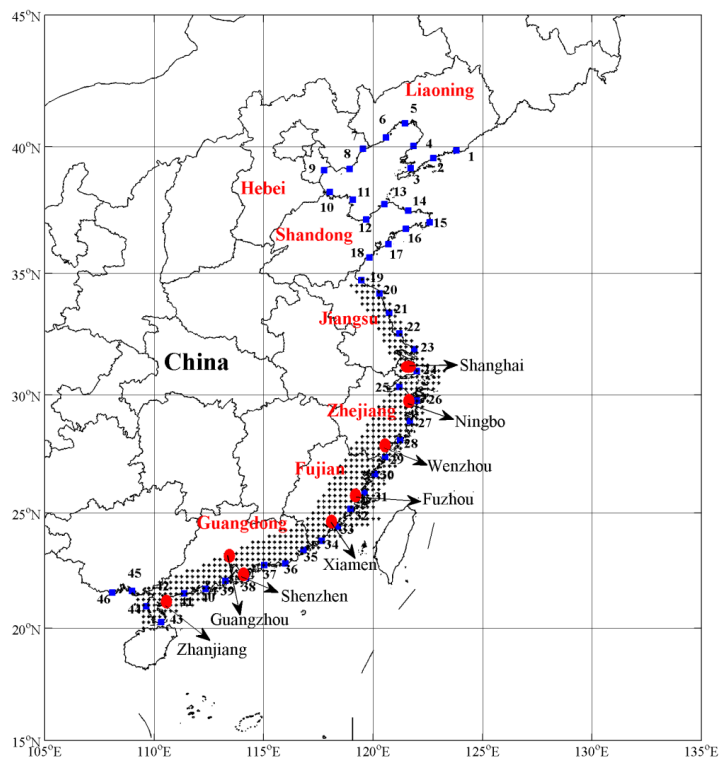 45°N
Liaoning
5
6
40°N
7
4
1
8
2
9
3
Hebei
13
11
10
14
12
15
Shandong
16
17
18
35°N
19
20
21
Jiangsu
22
23
China
Shanghai
24
30°N
25
26
Zhejiang
27
Ningbo
28
29
Wenzhou
Fujian
30
31
Fuzhou
25°N
32
Guangdong
33
34
35
Xiamen
36
37
45
42
38
39
40
46
41
Shenzhen
44
43
Guangzhou
20°N
Zhanjiang
15°N
105°E
110°E
115°E
120°E
125°E
130°E
135°E